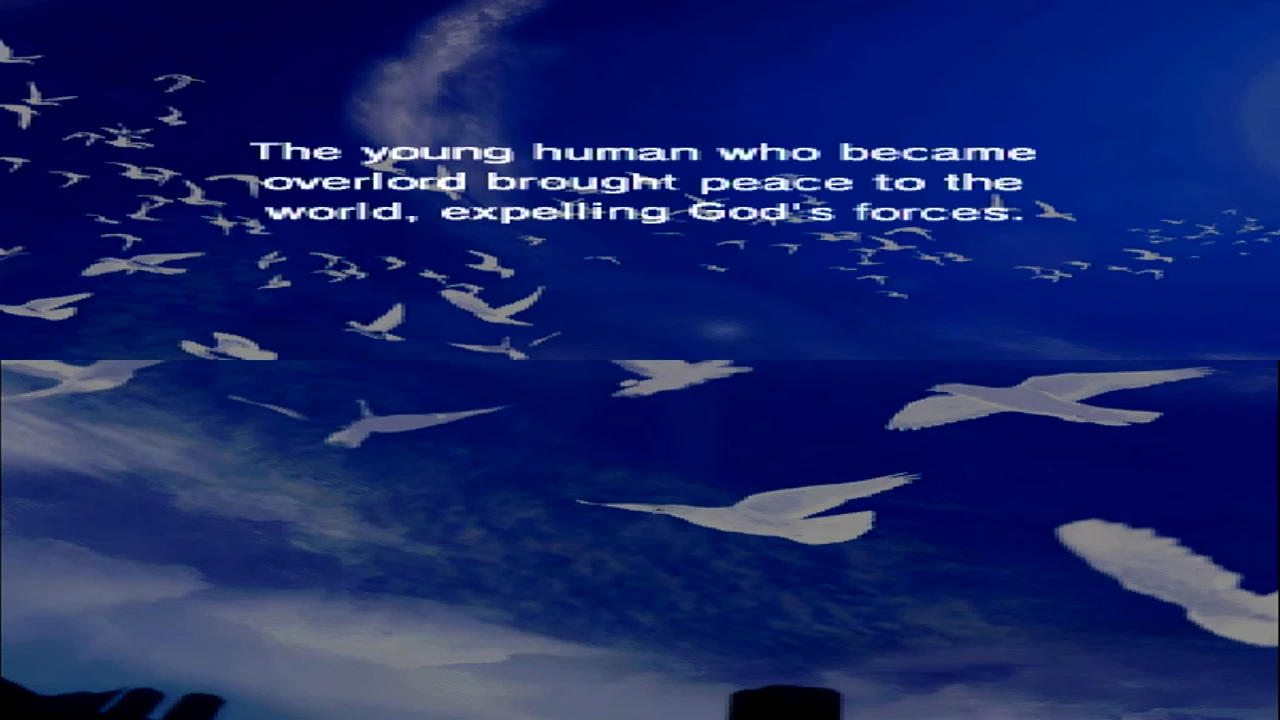 The young human who became
overlord brought peace to the
world, expelling God's forces.